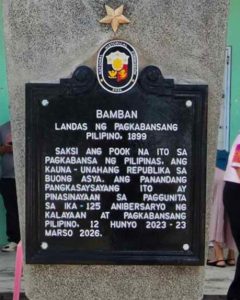 BAMBAN
LANDAS NG PAGKABANSANG
PILIPINO, 1899
SAKSI ANG POOK NA ITO SA
PAGKABANSA NG PILIPINAS, ANG
KAUNA-UNAHANG REPUBLIKA SA
BUONG ASYA. ANG PANANDANG
PANGKASAYSAYANG ITO AY
PINASINAYAAN SA PAGGUNITA
SA IKA-125 ANIBERSARYO NG
KALAYAAN AT PAGKABANSANG
PILIPINO, 12 HUNYO 2023-23
MARSO 2026.